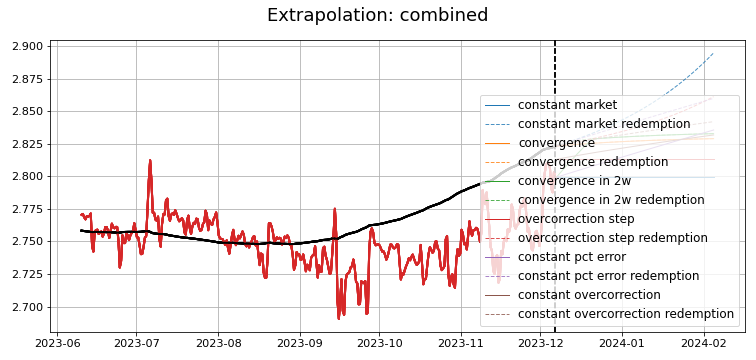 Extrapolation: combined
2.900
2.875
2.850
2.825
2.800
2.775
2.750
2.725
2.700
constant market
constant market redemption
convergence
convergence redemption
convergence in 2w
convergence in 2w redemption
overcorrection step
overcorrection step redemption
constant pct error
constant pct error redemption
constant overcorrection
constant overcorrection redemption
2023-06 2023-07 2023-08 2023-09 2023-10 2023-11 2023-12 2024-01 2024-02